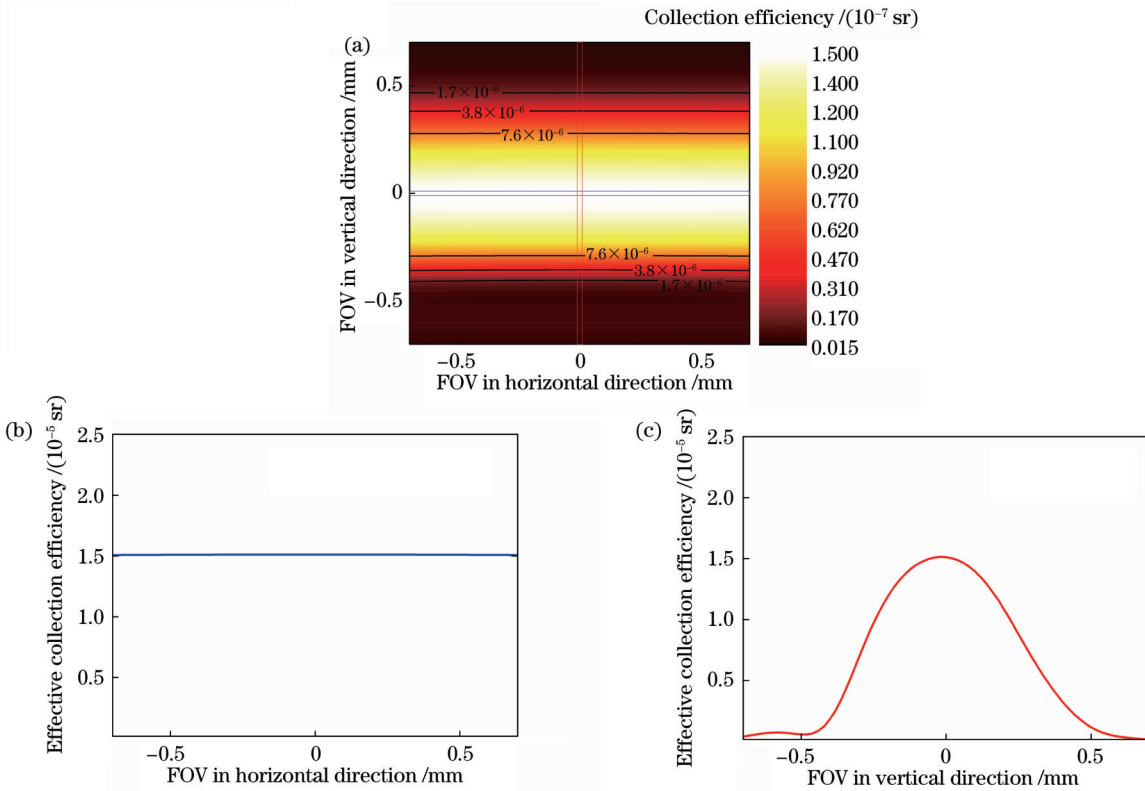 Collection efficiency /(10⁻⁷ sr)
(a)
FOV in vertical direction /mm
0.5
0
−0.5
1.7×10⁻⁶
3.8×10⁻⁶
7.6×10⁻⁶
7.6×10⁻⁶
3.8×10⁻⁶
1.7×10⁻⁶
−0.5 0 0.5
FOV in horizontal direction /mm
1.500
1.400
1.100
0.920
0.770
0.620
0.470
0.310
0.170
0.015
(b)
Effective collection efficiency /(10⁻⁵ sr)
2.5
2.0
1.5
1.0
0.5
−0.5 0 0.5
FOV in horizontal direction /mm
(c)
Effective collection efficiency /(10⁻⁵ sr)
2.5
2.0
1.5
1.0
0.5
−0.5 0 0.5
FOV in vertical direction /mm